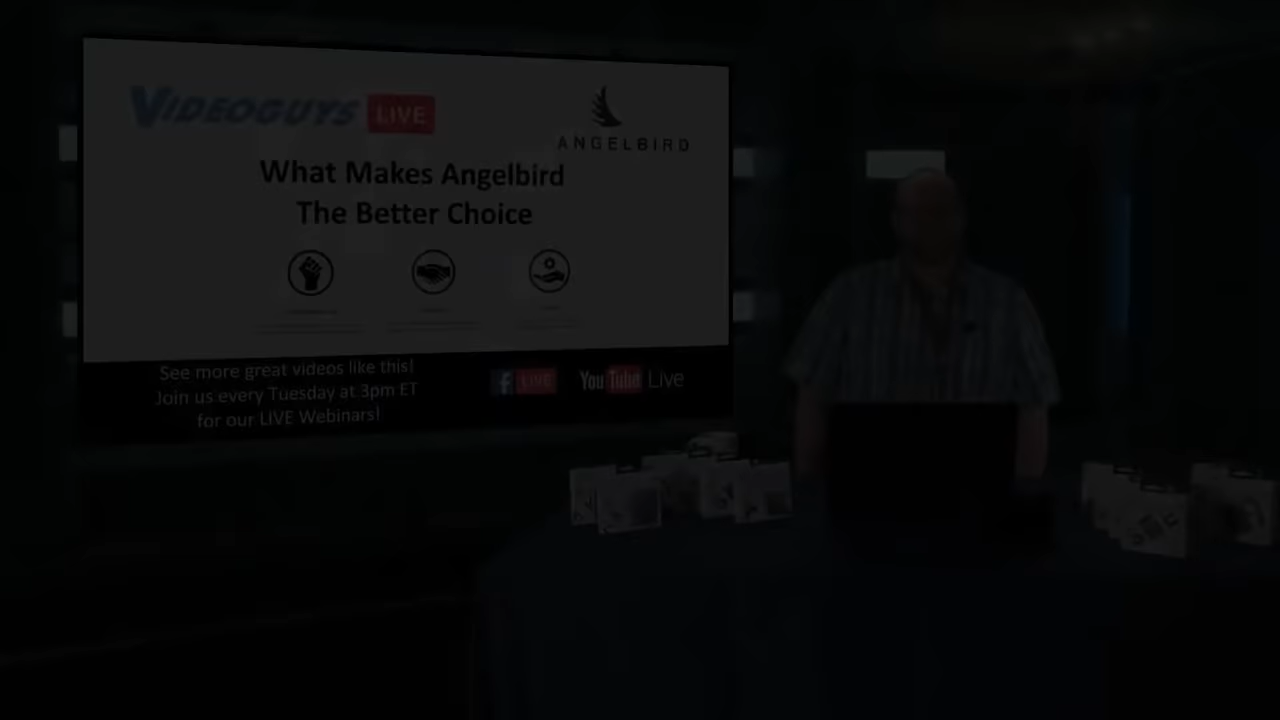 VIDEOGUYS LIVE
ANGELBIRD
What Makes Angelbird
The Better Choice
See more great videos like this!
Join us every Tuesday at 3pm ET
for our LIVE Webinars!
f LIVE
YouTube Live